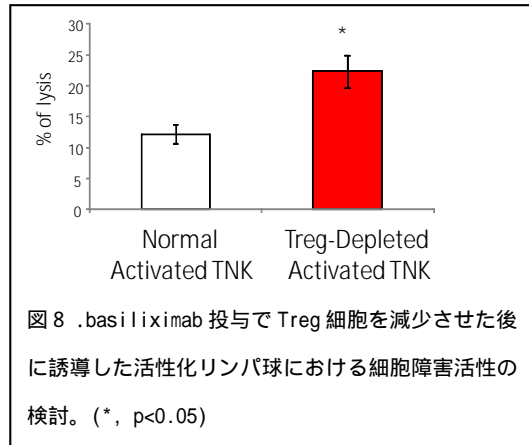 30
*
25
20
15
10
5
0
% of lysis
Normal Activated TNK
Treg-Depleted Activated TNK
図 8 .basiliximab 投与で Treg 細胞を減少させた後
に誘導した活性化リンパ球における細胞障害活性の
検討。(*, p<0.05)